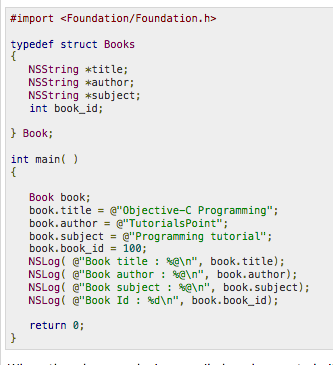 #import <Foundation/Foundation.h>
typedef struct Books
{
NSString *title;
NSString *author;
NSString *subject;
int book_id;
} Book;
int main( )
{
Book book;
book.title = @"Objective-C Programming";
book.author = @"TutorialsPoint";
book.subject = @"Programming tutorial";
book.book_id = 100;
NSLog( @"Book title : %@\n", book.title);
NSLog( @"Book author : %@\n", book.author);
NSLog( @"Book subject : %@\n", book.subject);
NSLog( @"Book Id : %d\n", book.book_id);
return 0;
}